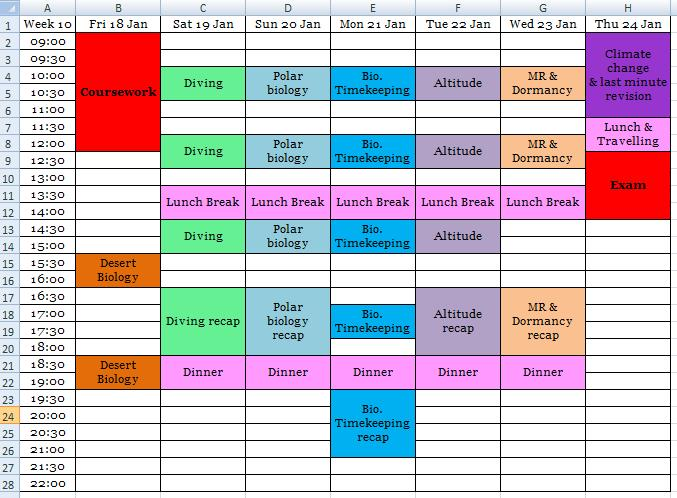 A B C D E F G H
1 Week 10 Fri 18 Jan Sat 19 Jan Sun 20 Jan Mon 21 Jan Tue 22 Jan Wed 23 Jan Thu 24 Jan
2 09:00
3 09:30
Climate
change
& last minute
revision
4 10:00
5 10:30
Coursework
Diving
Polar
biology
Bio.
Timekeeping
Altitude
MR &
Dormancy
6 11:00
7 11:30
Lunch &
Travelling
8 12:00
9 12:30
Diving
Polar
biology
Bio.
Timekeeping
Altitude
MR &
Dormancy
10 13:00
Exam
11 13:30
12 14:00
Lunch Break Lunch Break Lunch Break Lunch Break Lunch Break
13 14:30
14 15:00
Diving
Polar
biology
Bio.
Timekeeping
Altitude
15 15:30
16 16:00
Desert
Biology
17 16:30
18 17:00
19 17:30
20 18:00
Diving recap
Polar
biology
recap
Bio.
Timekeeping
Altitude
recap
MR &
Dormancy
recap
21 18:30
22 19:00
Desert
Biology
Dinner Dinner Dinner Dinner Dinner
23 19:30
24 20:00
25 20:30
26 21:00
Bio.
Timekeeping
recap
27 21:30
28 22:00